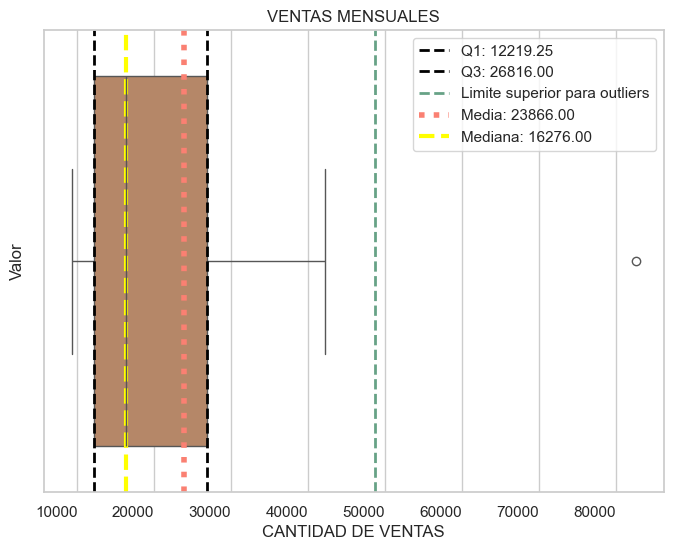 VENTAS MENSUALES
Q1: 12219.25
Q3: 26816.00
Limite superior para outliers
Media: 23866.00
Mediana: 16276.00
Valor
10000 20000 30000 40000 50000 60000 70000 80000
CANTIDAD DE VENTAS